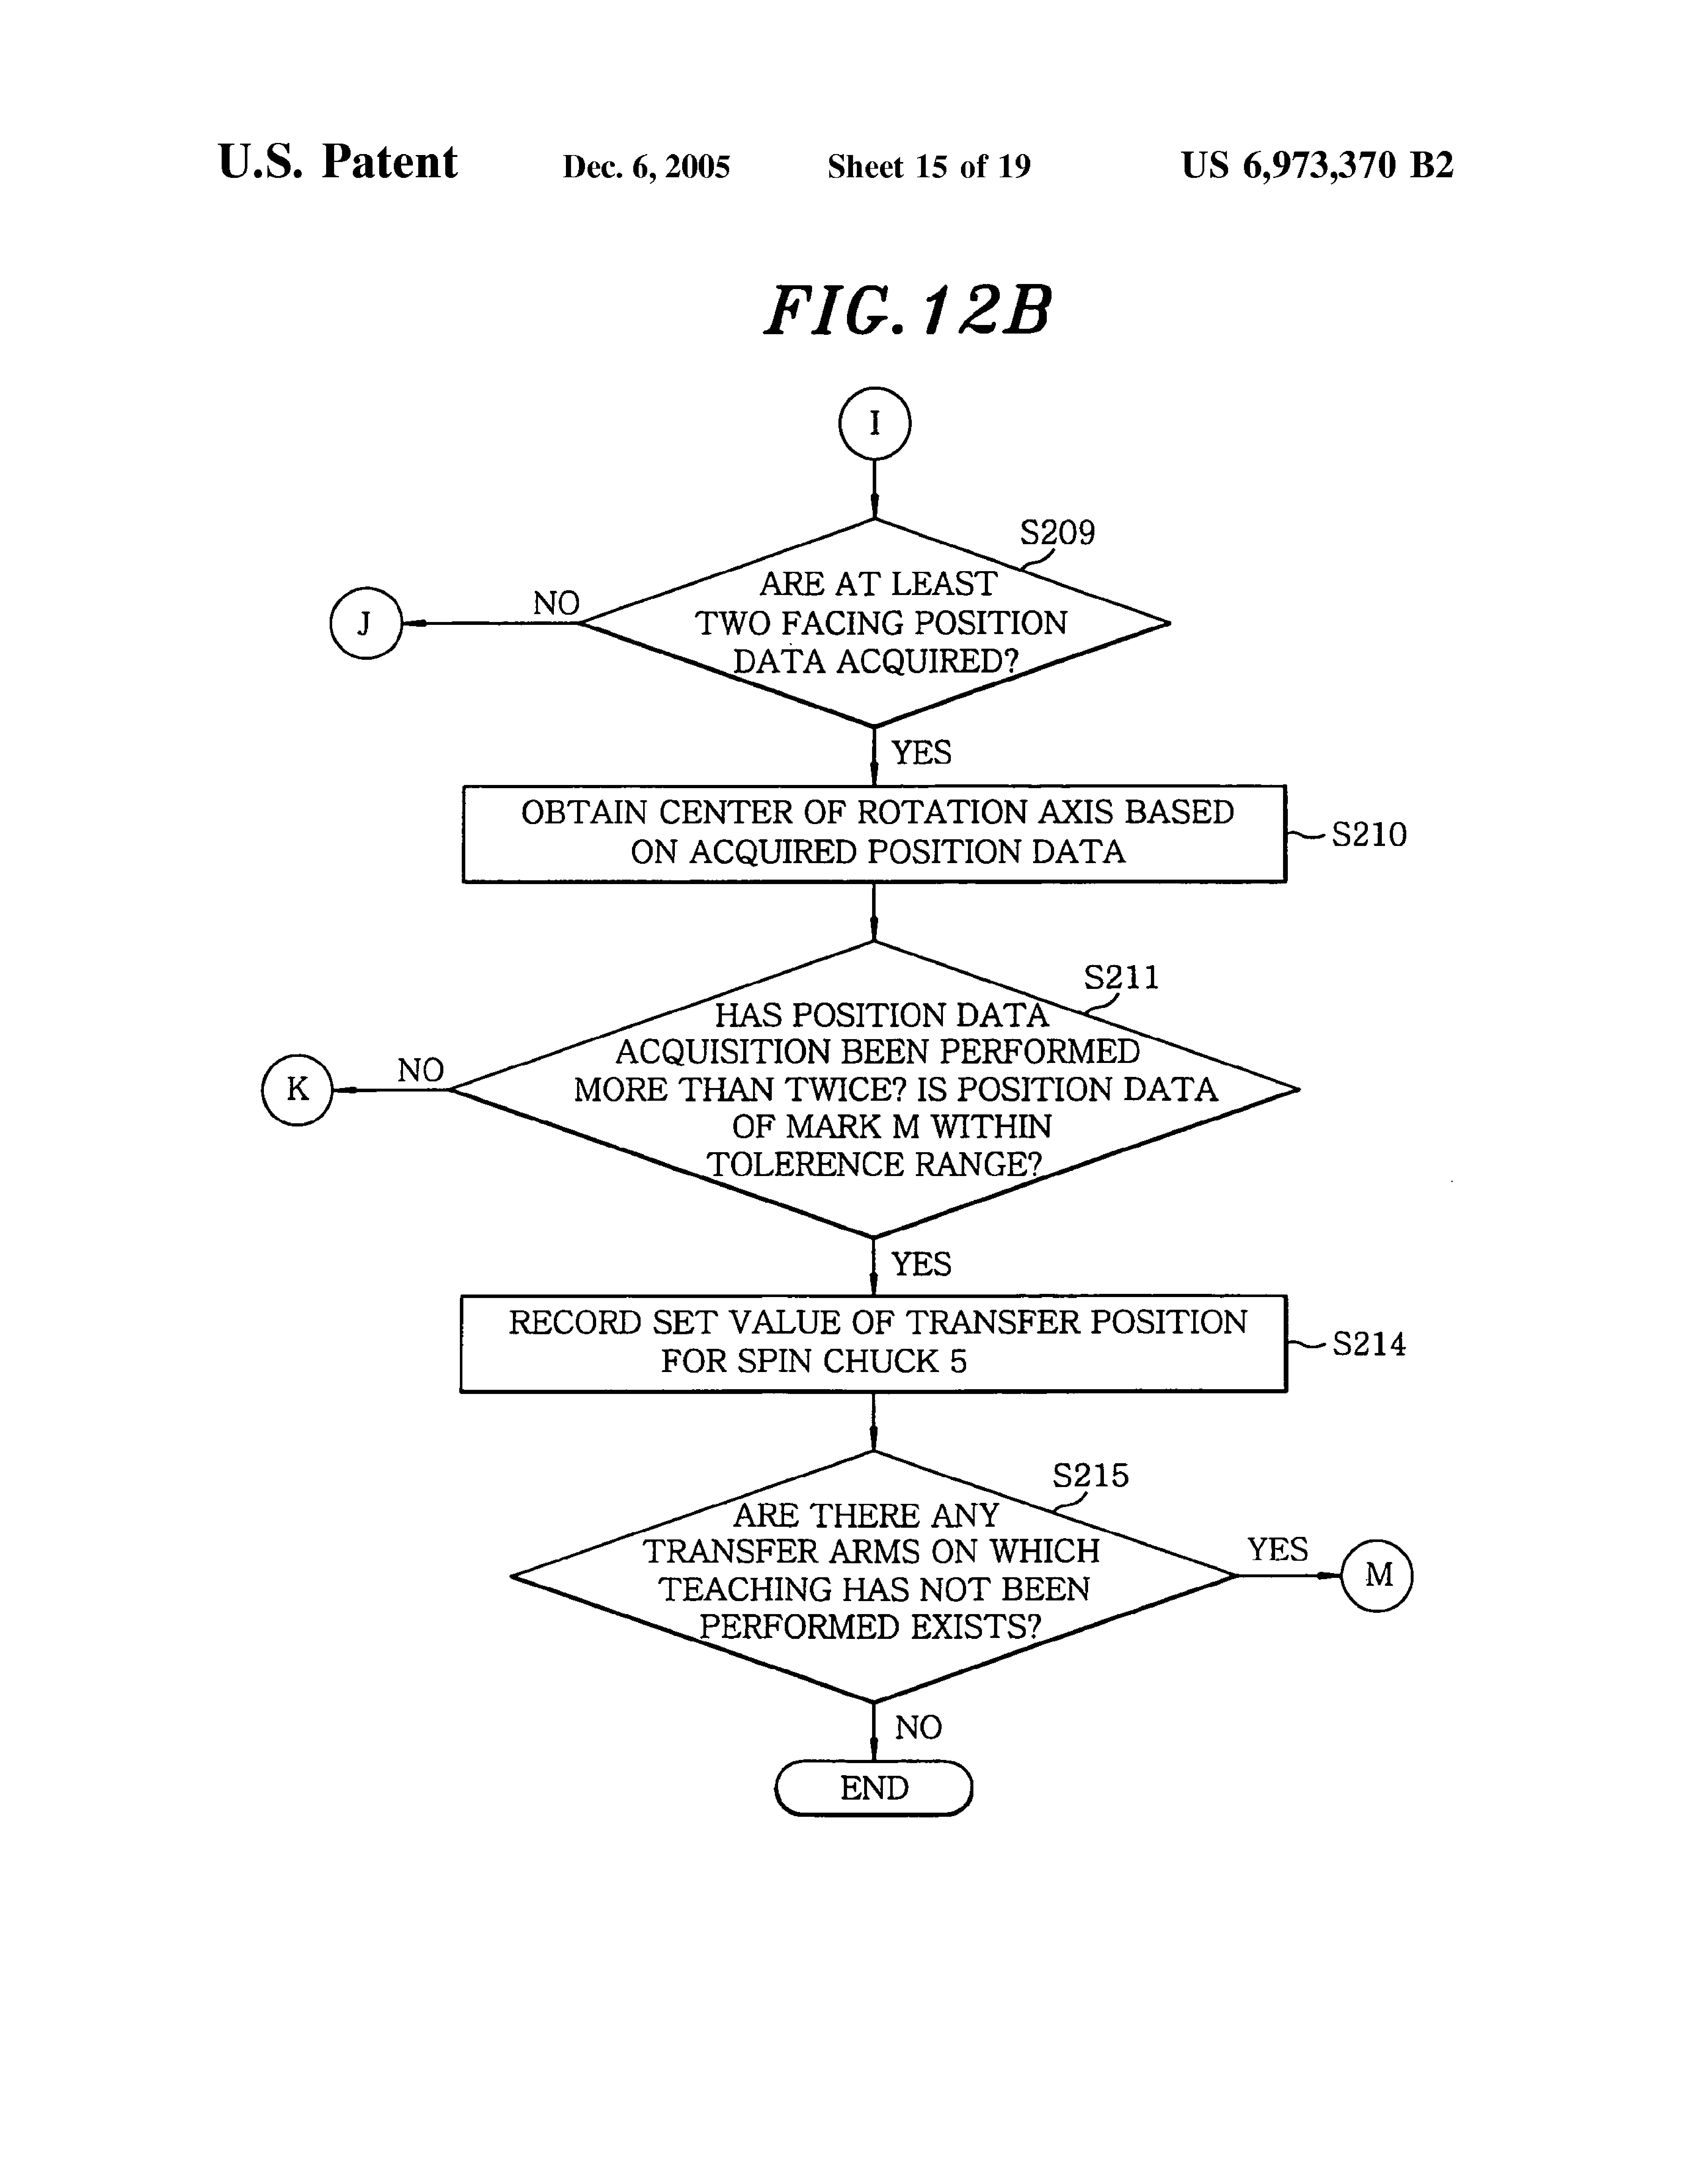 U.S. Patent Dec. 6, 2005 Sheet 15 of 19 US 6,973,370 B2
FIG. 12B
I
S209
ARE AT LEAST
TWO FACING POSITION
DATA ACQUIRED?
NO
J
YES
OBTAIN CENTER OF ROTATION AXIS BASED
ON ACQUIRED POSITION DATA
S210
S211
HAS POSITION DATA
ACQUISITION BEEN PERFORMED
MORE THAN TWICE? IS POSITION DATA
OF MARK M WITHIN
TOLERENCE RANGE?
NO
K
YES
RECORD SET VALUE OF TRANSFER POSITION
FOR SPIN CHUCK 5
S214
S215
ARE THERE ANY
TRANSFER ARMS ON WHICH
TEACHING HAS NOT BEEN
PERFORMED EXISTS?
YES
M
NO
END